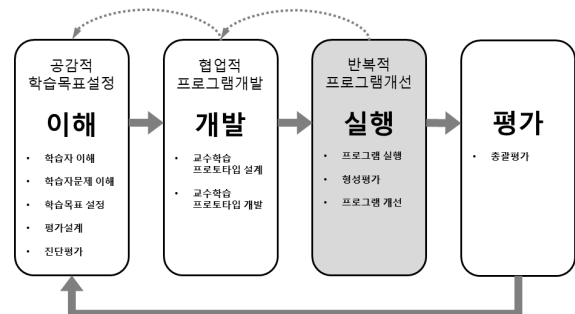 공감적
학습목표설정
이해
• 학습자 이해
• 학습자문제 이해
• 학습목표 설정
• 평가설계
• 진단평가
협업적
프로그램개발
개발
• 교수학습
프로토타입 설계
• 교수학습
프로토타입 개발
반복적
프로그램개선
실행
• 프로그램 실행
• 형성평가
• 프로그램 개선
평가
• 총괄평가